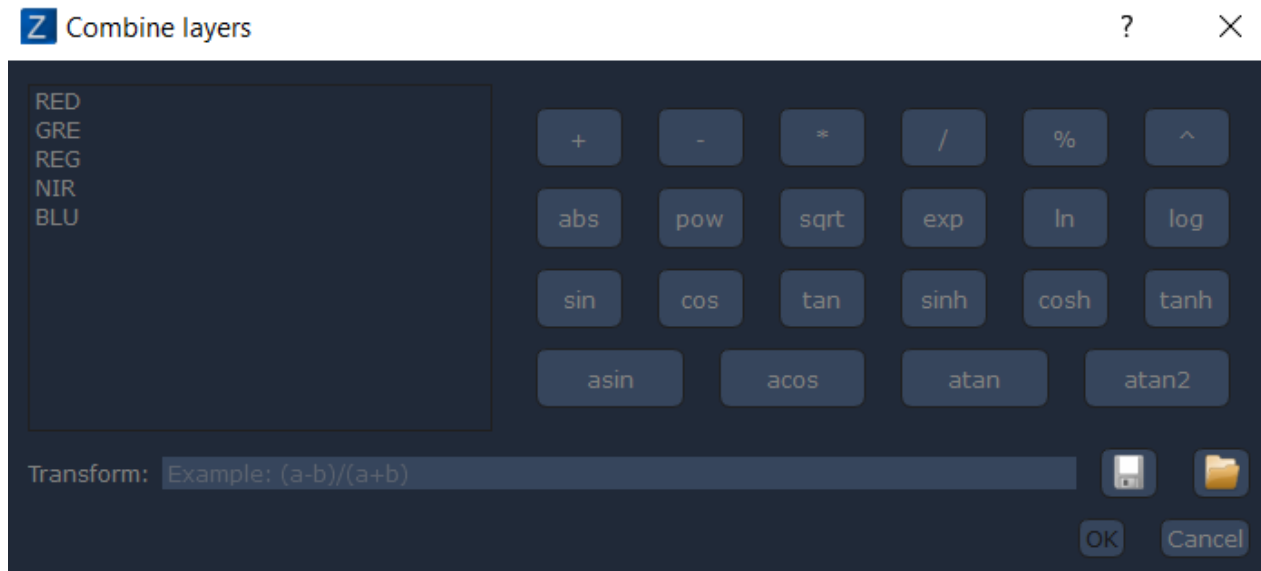 Z Combine layers ? ×
RED
GRE
REG
NIR
BLU
+ - * / % ^
abs pow sqrt exp ln log
sin cos tan sinh cosh tanh
asin acos atan atan2
Transform: Example: (a-b)/(a+b)
OK Cancel